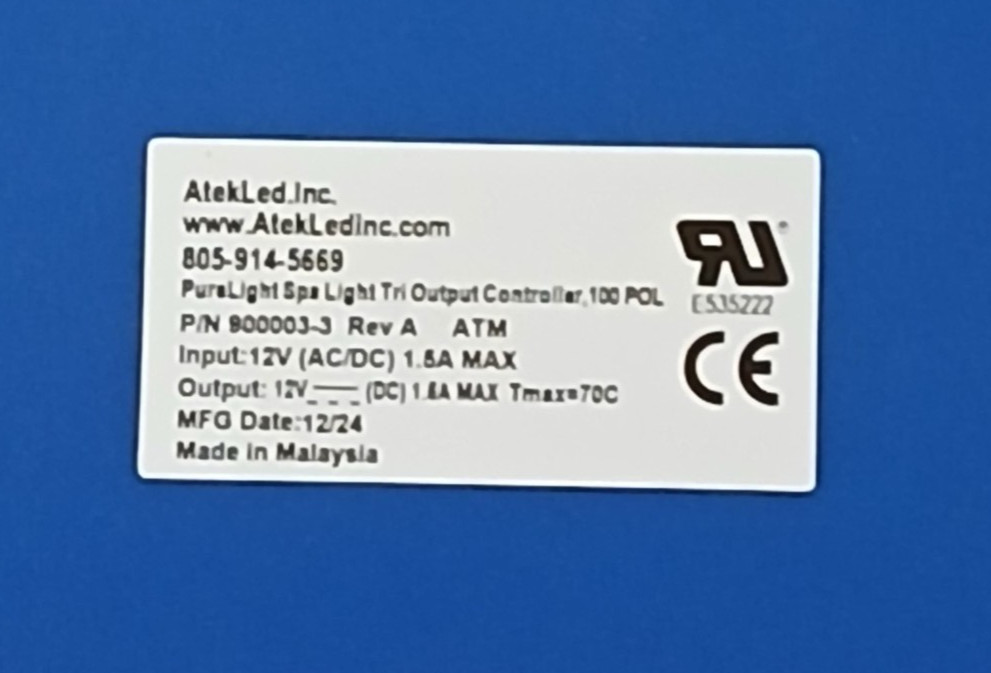 AtekLed.Inc.
www.AtekLedInc.com
805-914-5669
PuraLight Spa Light Tri Output Controller, 100 POL
P/N 900003-3 Rev A ATM
Input:12V (AC/DC) 1.5A MAX
Output: 12V (DC) MAX Tmax=70C
MFG Date:12/24
Made in Malaysia
E535222
CE